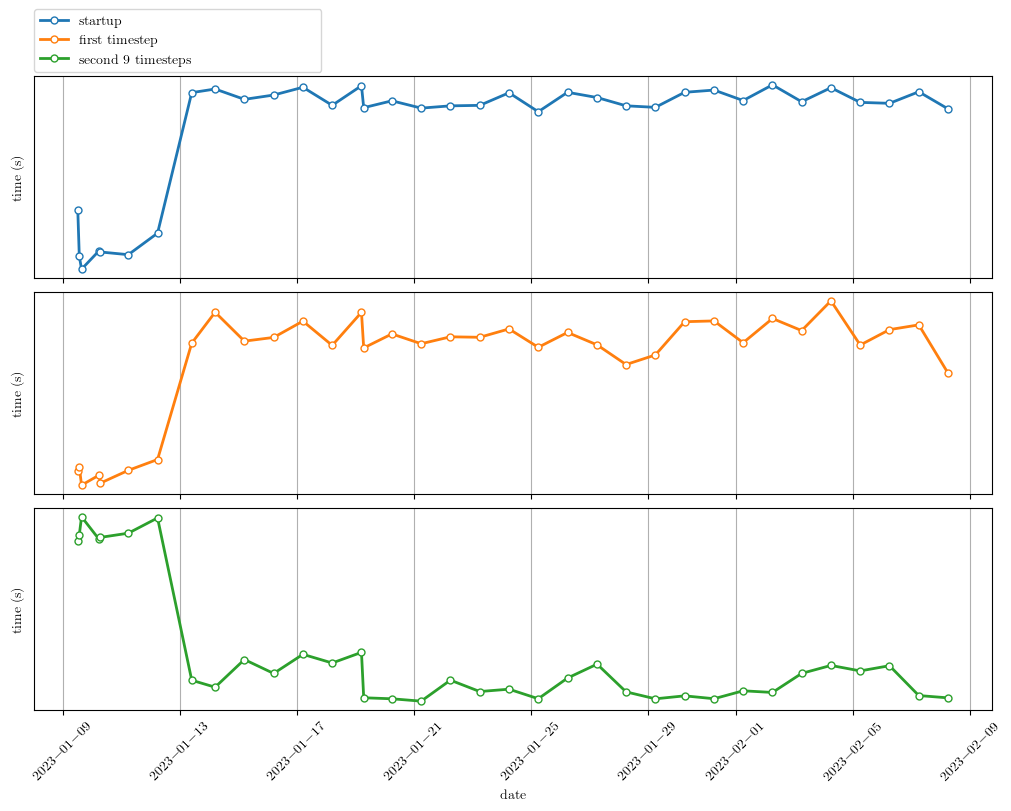 startup
first timestep
second 9 timesteps
time (s)
time (s)
time (s)
2023−01−09
2023−01−13
2023−01−17
2023−01−21
2023−01−25
2023−01−29
2023−02−01
2023−02−05
2023−02−09
date